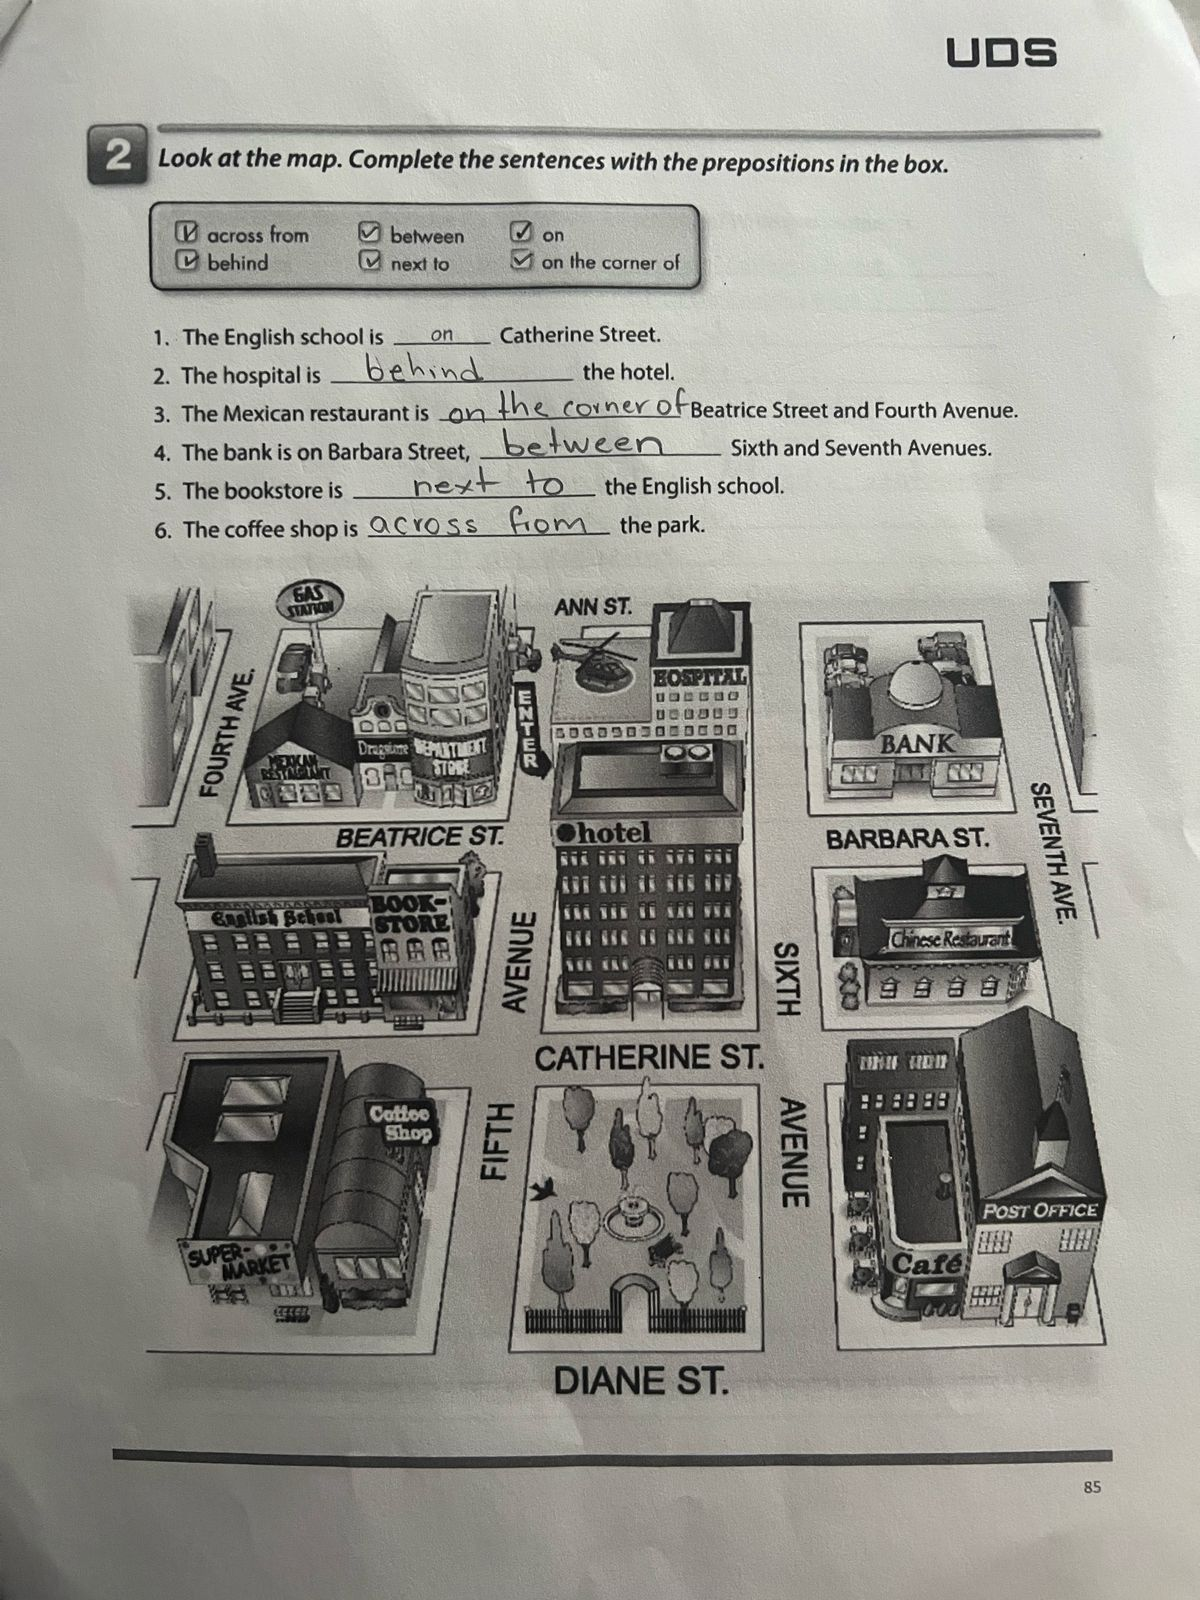 UDS
2 Look at the map. Complete the sentences with the prepositions in the box.
across from between on
behind next to on the corner of
1. The English school is on Catherine Street.
2. The hospital is behind the hotel.
3. The Mexican restaurant is on the corner of Beatrice Street and Fourth Avenue.
4. The bank is on Barbara Street, between Sixth and Seventh Avenues.
5. The bookstore is next to the English school.
6. The coffee shop is across from the park.
GAS
STATION
ANN ST.
FOURTH AVE.
HOSPITAL
ENTER
MEXICAN
RESTAURANT
Drugstore
DEPARTMENT
STORE
BANK
SEVENTH AVE.
BEATRICE ST.
hotel
BARBARA ST.
English School
BOOK-
STORE
Chinese Restaurant
AVENUE
SIXTH
CATHERINE ST.
Coffee
Shop
FIFTH
AVENUE
POST OFFICE
SUPER-
MARKET
Café
DIANE ST.
85